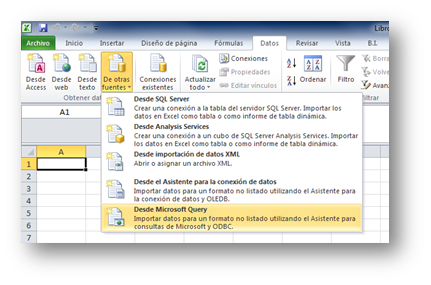 Libro
Archivo Inicio Insertar Diseño de página Fórmulas Datos Revisar Vista B.I.
Desde Access
Desde web
Desde texto
De otras fuentes
Conexiones existentes
Actualizar todo
Conexiones
Propiedades
Editar vínculos
Ordenar
Filtro
Borra
Avanz
Obtener dat
iltrar
A1
Desde SQL Server
Crear una conexión a la tabla del servidor SQL Server. Importar los
datos en Excel como tabla o como informe de tabla dinámica.
Desde Analysis Services
Crear una conexión a un cubo de SQL Server Analysis Services. Importar
los datos en Excel como tabla o como informe de tabla dinámica.
Desde importación de datos XML
Abrir o asignar un archivo XML.
Desde el Asistente para la conexión de datos
Importar datos para un formato no listado utilizando el Asistente para
la conexión de datos y OLEDB.
Desde Microsoft Query
Importar datos para un formato no listado utilizando el Asistente para
consultas de Microsoft y ODBC.
A
1
2
3
4
5
6
7